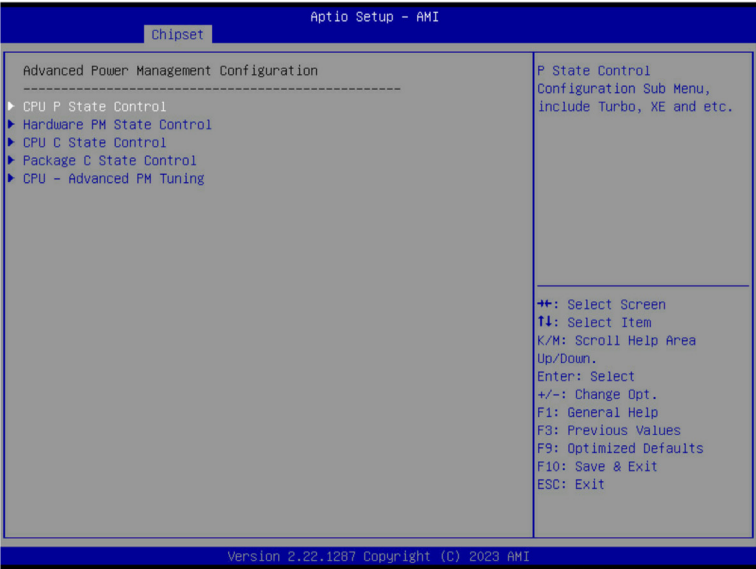 Aptio Setup – AMI
Chipset
Advanced Power Management Configuration
--------------------------------------------------
CPU P State Control
Hardware PM State Control
CPU C State Control
Package C State Control
CPU – Advanced PM Tuning
P State Control
Configuration Sub Menu,
include Turbo, XE and etc.
→←: Select Screen
↑↓: Select Item
K/M: Scroll Help Area
Up/Down.
Enter: Select
+/-: Change Opt.
F1: General Help
F3: Previous Values
F9: Optimized Defaults
F10: Save & Exit
ESC: Exit
Version 2.22.1287 Copyright (C) 2023 AMI